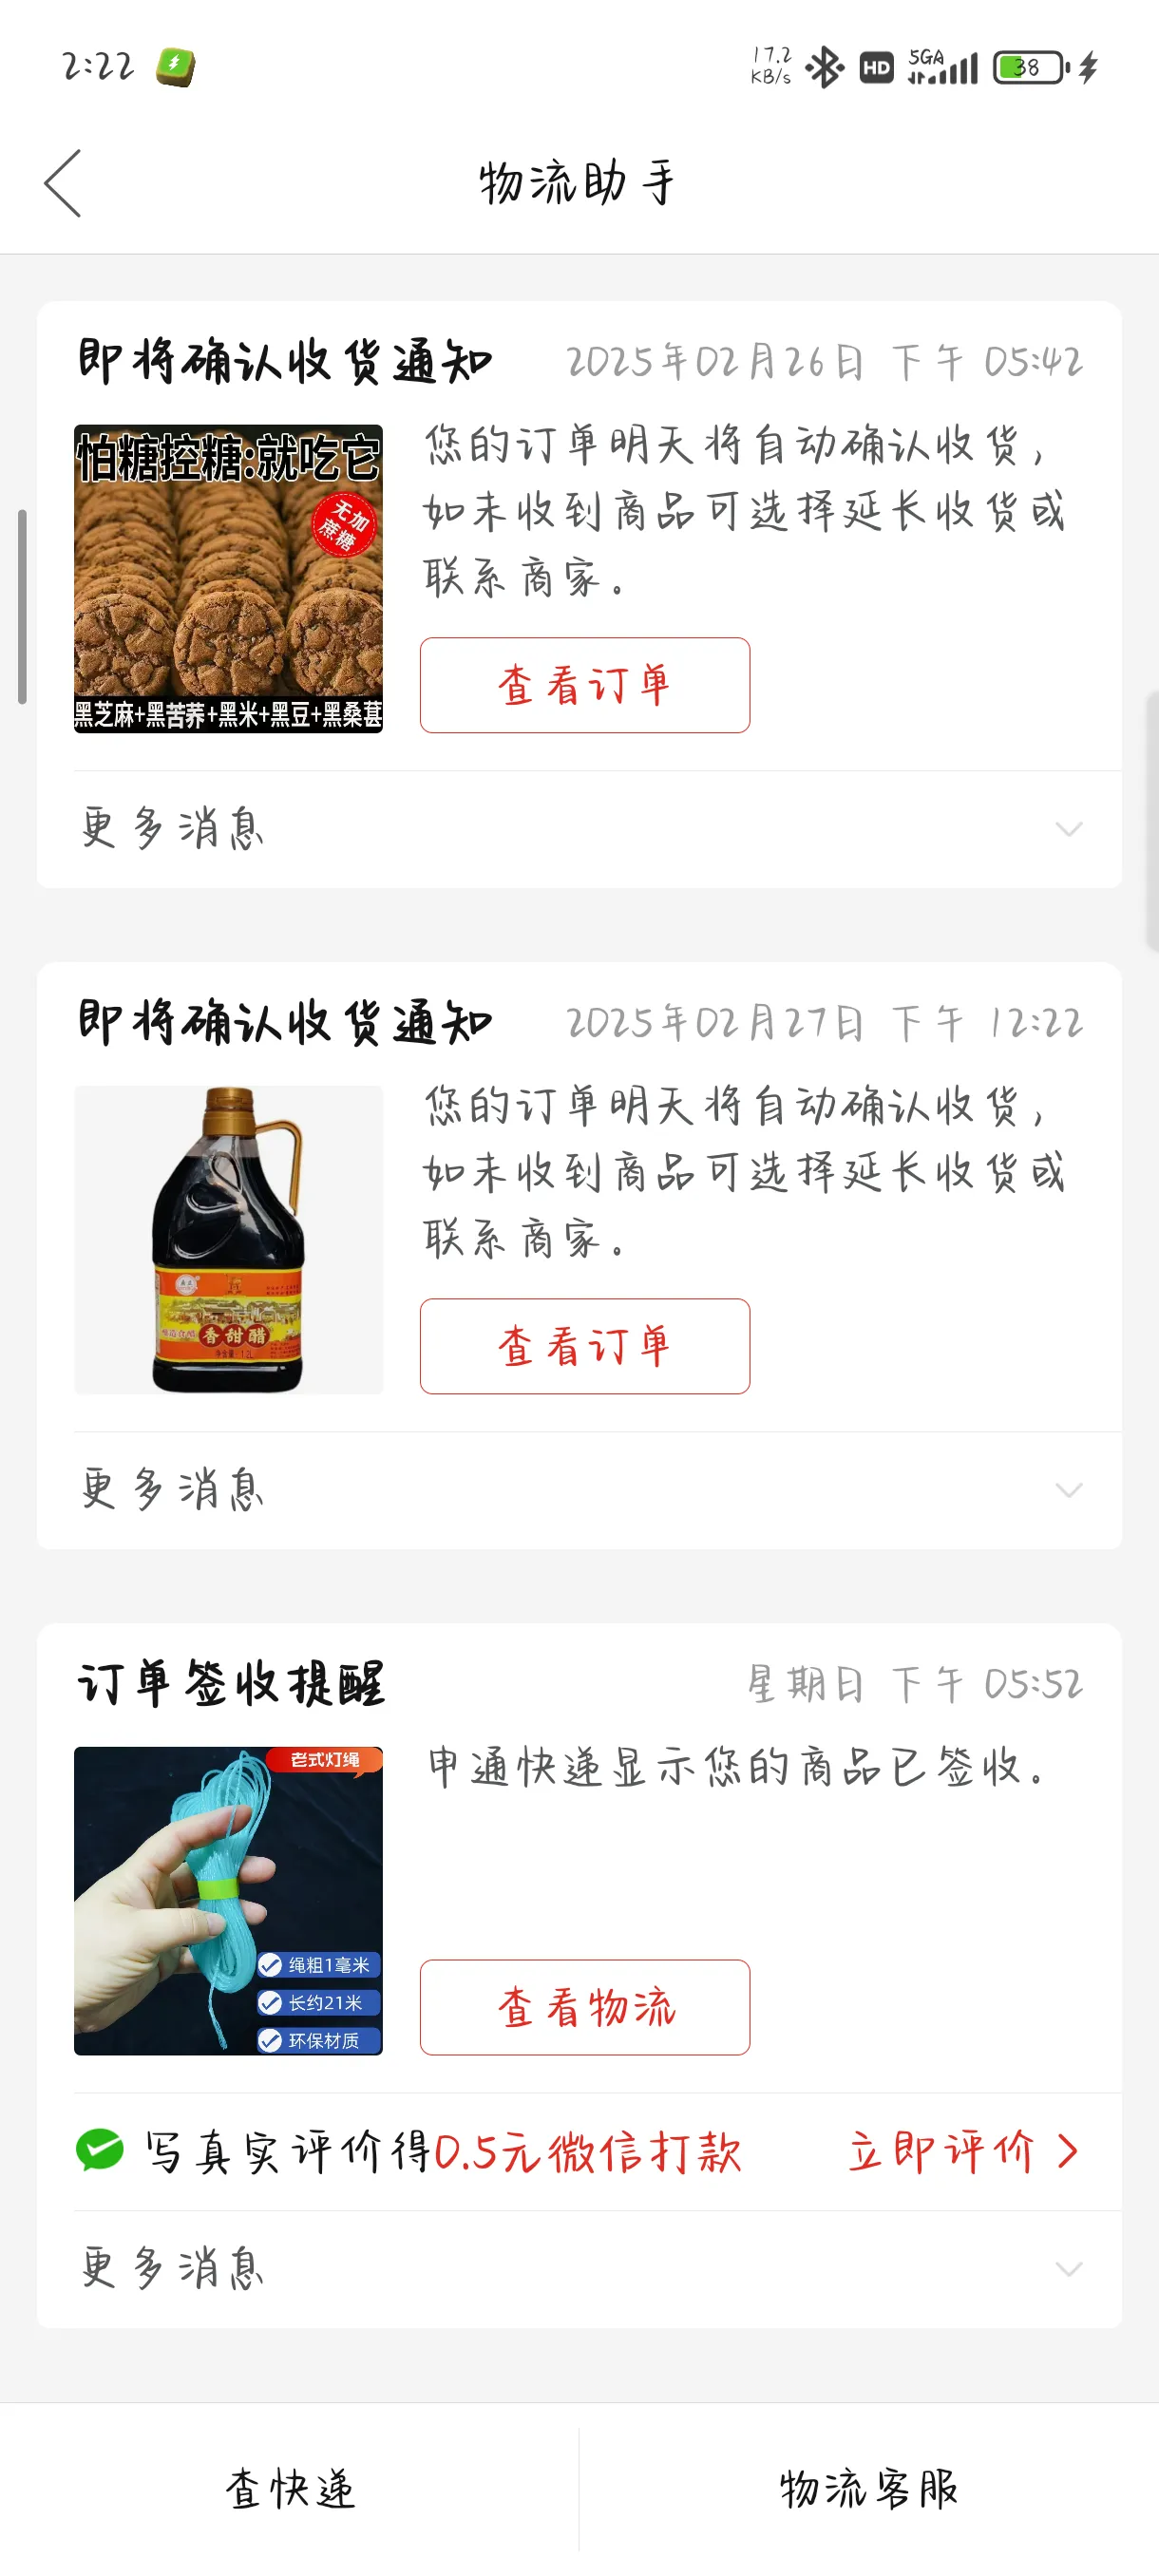 2:22
17.2
KB/s
HD
5GA
38
物流助手
即将确认收货通知 2025年02月26日 下午 05:42
怕糖控糖:就吃它
无加
蔗糖
黑芝麻+黑苦荞+黑米+黑豆+黑桑葚
您的订单明天将自动确认收货，
如未收到商品可选择延长收货或
联系商家。
查看订单
更多消息
即将确认收货通知 2025年02月27日 下午 12:22
香甜醋
您的订单明天将自动确认收货，
如未收到商品可选择延长收货或
联系商家。
查看订单
更多消息
订单签收提醒 星期日 下午 05:52
老式灯绳
绳粗1毫米
长约21米
环保材质
申通快递显示您的商品已签收。
查看物流
写真实评价得0.5元微信打款 立即评价
更多消息
查快递 物流客服